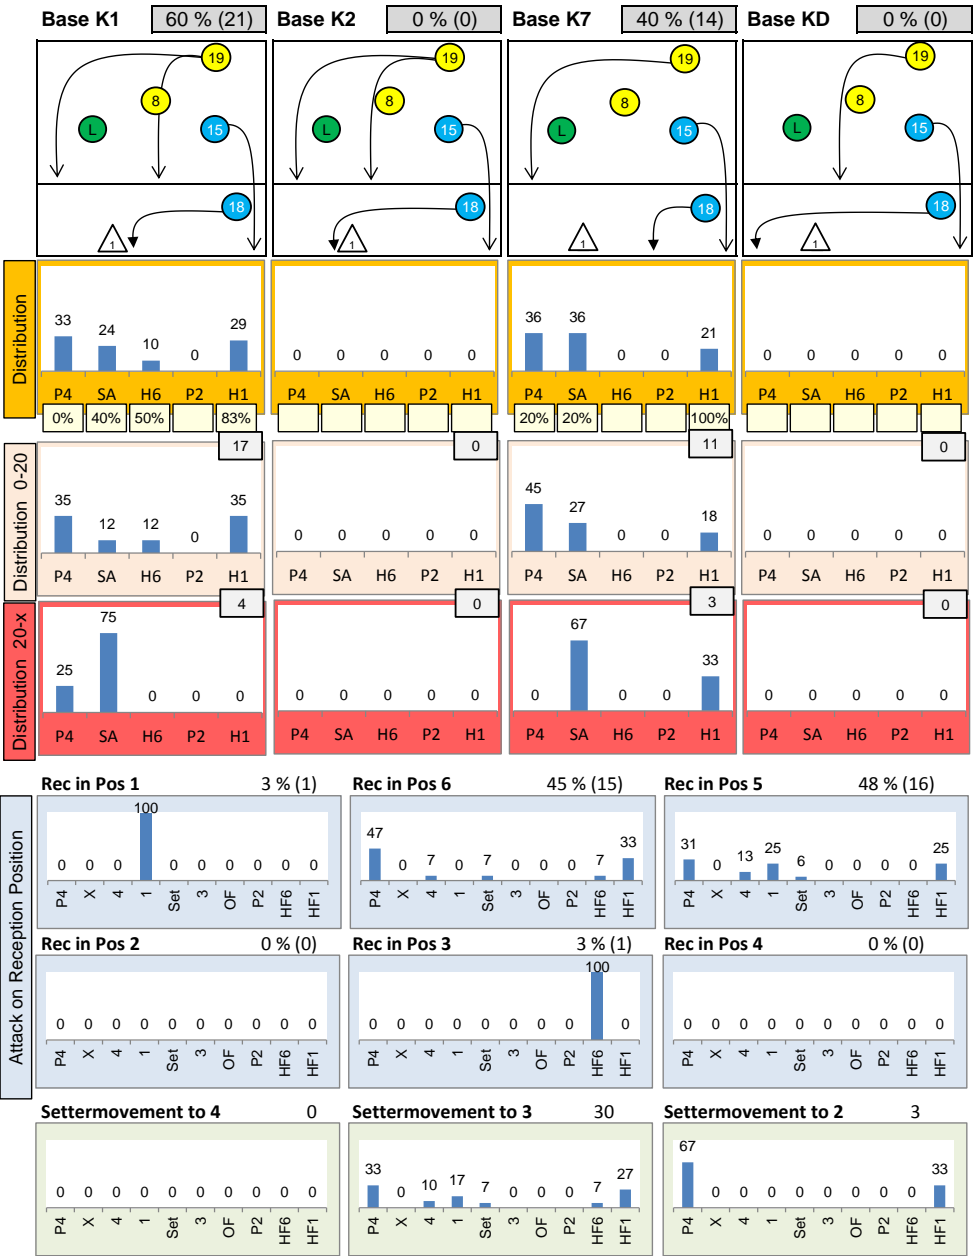 Base K1 60 % (21) Base K2 0 % (0) Base K7 40 % (14) Base KD 0 % (0)
19 19 19 19
8 8 8 8
L 15 L 15 L 15 L 15
18 18 18 18
1 1 1 1
Distribution
33 24 10 0 29 0 0 0 0 0 36 36 0 0 21 0 0 0 0 0
P4 SA H6 P2 H1 P4 SA H6 P2 H1 P4 SA H6 P2 H1 P4 SA H6 P2 H1
0% 40% 50% 83% 20% 20% 100%
Distribution 0-20
17 0 11 0
35 12 12 0 35 0 0 0 0 0 45 27 0 0 18 0 0 0 0 0
P4 SA H6 P2 H1 P4 SA H6 P2 H1 P4 SA H6 P2 H1 P4 SA H6 P2 H1
Distribution 20-x
4 0 3 0
25 75 0 0 0 0 0 0 0 0 0 67 0 0 33 0 0 0 0 0
P4 SA H6 P2 H1 P4 SA H6 P2 H1 P4 SA H6 P2 H1 P4 SA H6 P2 H1
Attack on Reception Position
Rec in Pos 1 3 % (1) Rec in Pos 6 45 % (15) Rec in Pos 5 48 % (16)
0 0 0 100 0 0 0 0 0 0 47 0 7 0 7 0 0 0 7 33 31 0 13 25 6 0 0 0 0 25
P4 X 4 1 Set 3 OF P2 HF6 HF1 P4 X 4 1 Set 3 OF P2 HF6 HF1 P4 X 4 1 Set 3 OF P2 HF6 HF1
Rec in Pos 2 0 % (0) Rec in Pos 3 3 % (1) Rec in Pos 4 0 % (0)
0 0 0 0 0 0 0 0 0 0 0 0 0 0 0 0 0 0 100 0 0 0 0 0 0 0 0 0 0 0
P4 X 4 1 Set 3 OF P2 HF6 HF1 P4 X 4 1 Set 3 OF P2 HF6 HF1 P4 X 4 1 Set 3 OF P2 HF6 HF1
Settermovement to 4 0 Settermovement to 3 30 Settermovement to 2 3
0 0 0 0 0 0 0 0 0 0 33 0 10 17 7 0 0 0 7 27 67 0 0 0 0 0 0 0 0 33
P4 X 4 1 Set 3 OF P2 HF6 HF1 P4 X 4 1 Set 3 OF P2 HF6 HF1 P4 X 4 1 Set 3 OF P2 HF6 HF1